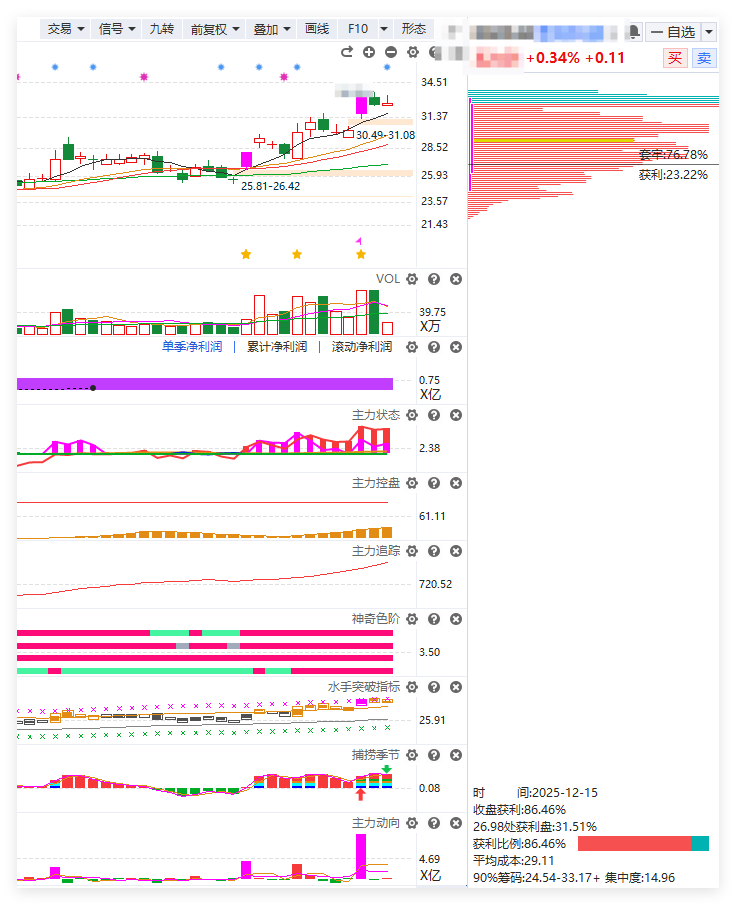 交易 信号 九转 前复权 叠加 画线 F10 形态 自选
+0.34% +0.11 买 卖
34.51
31.37
30.49-31.08
28.52
套牢:76.78%
25.93
获利:23.22%
25.81-26.42
23.57
21.43
VOL
39.75
X万
单季净利润 | 累计净利润 | 滚动净利润
0.75
X亿
主力状态
2.38
主力控盘
61.11
主力追踪
720.52
神奇色阶
3.50
水手突破指标
25.91
捕捞季节
0.08
主力动向
4.69
X亿
时 间:2025-12-15
收盘获利:86.46%
26.98处获利盘:31.51%
获利比例:86.46%
平均成本:29.11
90%筹码:24.54-33.17+ 集中度:14.96